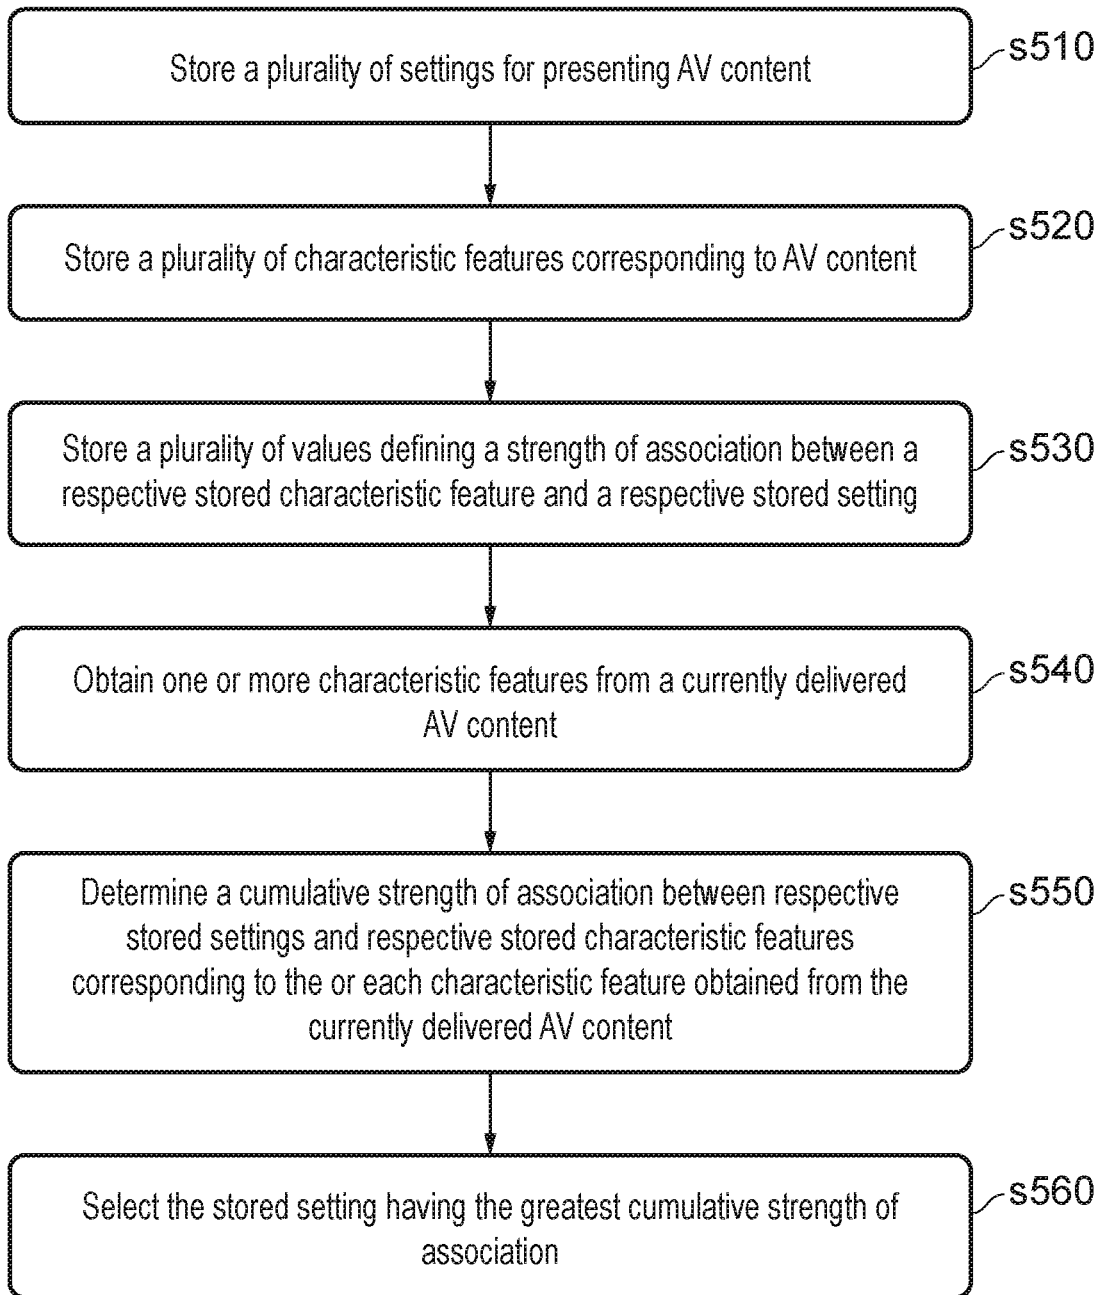 Store a plurality of settings for presenting AV content
s510
Store a plurality of characteristic features corresponding to AV content
s520
Store a plurality of values defining a strength of association between a
respective stored characteristic feature and a respective stored setting
s530
Obtain one or more characteristic features from a currently delivered
AV content
s540
Determine a cumulative strength of association between respective
stored settings and respective stored characteristic features
corresponding to the or each characteristic feature obtained from the
currently delivered AV content
s550
Select the stored setting having the greatest cumulative strength of
association
s560